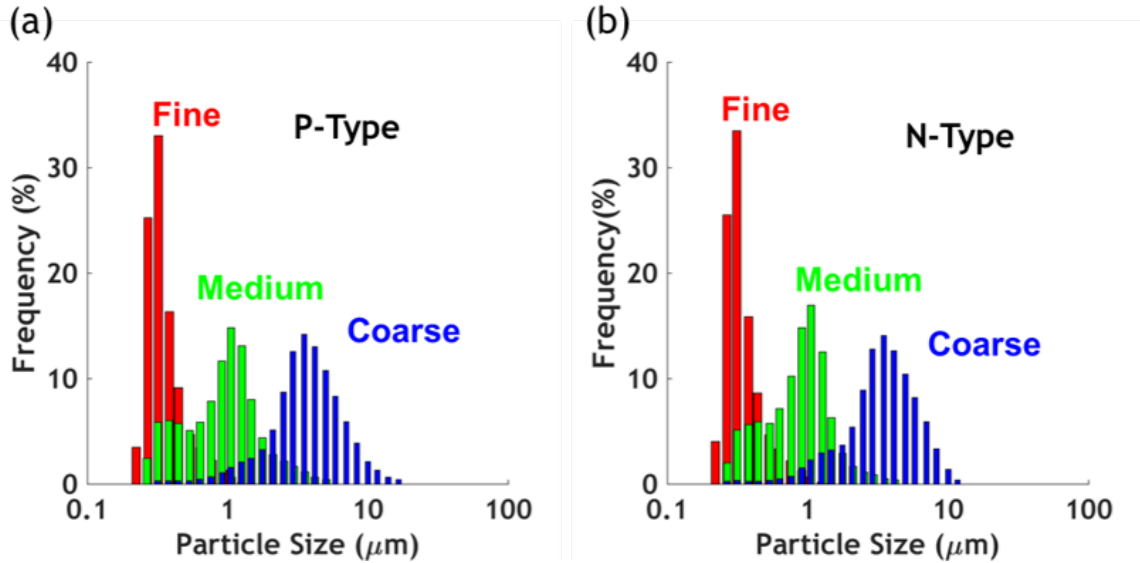 (a)
40
30
20
10
0
0.1 1 10 100
Frequency (%)
Particle Size (μm)
Fine
P-Type
Medium
Coarse
(b)
40
30
20
10
0
0.1 1 10 100
Frequency(%)
Particle Size (μm)
Fine
N-Type
Medium
Coarse